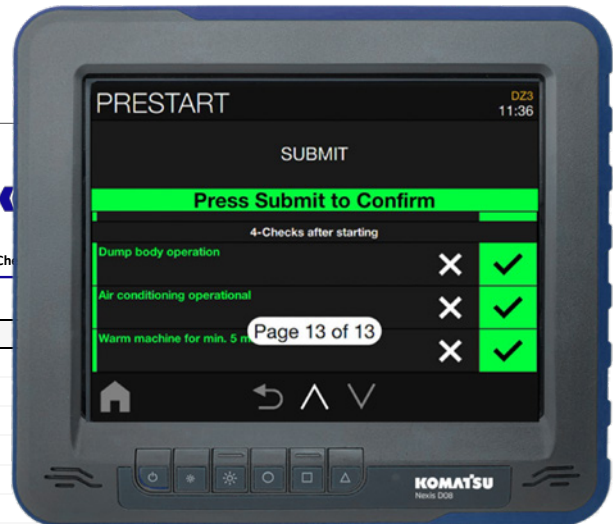 PRESTART
DZ3
11:36
SUBMIT
Press Submit to Confirm
4-Checks after starting
Dump body operation
Air conditioning operational
Warm machine for min. 5 m
Page 13 of 13
KOMATSU
Nexis D08
Che